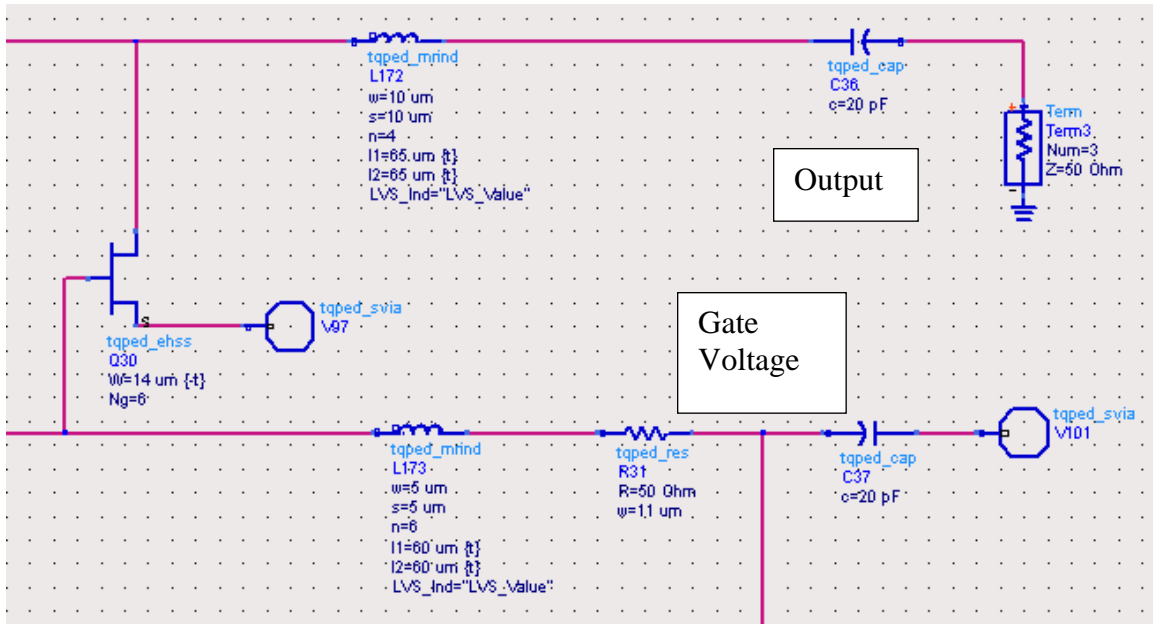 tqped_mrind
L172
w=10 um
s=10 um
n=4
l1=65 um {t}
l2=65 um {t}
LVS_Ind="LVS_Value"
tqped_cap
C36
c=20 pF
+
Term
Term3
Num=3
Z=50 Ohm
-
Output
s
tqped_ehss
Q30
W=14 um {-t}
Ng=6
tqped_svia
V97
Gate
Voltage
tqped_mrind
L173
w=5 um
s=5 um
n=6
l1=60 um {t}
l2=60 um {t}
LVS_Ind="LVS_Value"
tqped_res
R31
R=50 Ohm
w=1.1 um
tqped_cap
C37
c=20 pF
tqped_svia
V101